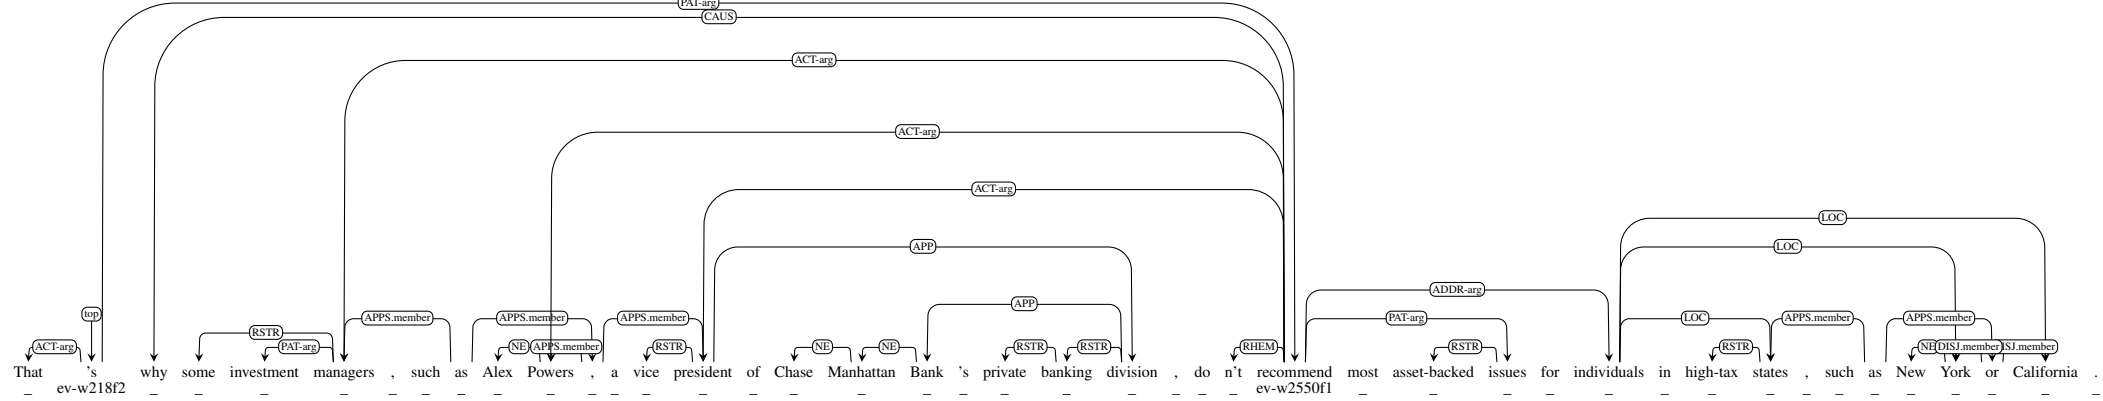 PAT-arg
CAUS
ACT-arg
ACT-arg
ACT-arg
LOC
APP LOC
ADDR-arg
APP
top APPS.member APPS.member APPS.member PAT-arg LOC APPS.member APPS.member
RSTR
ACT-arg PAT-arg NE APPS.member RSTR NE NE RSTR RSTR RHEM RSTR RSTR NE DISJ.member ISJ.member
That 's why some investment managers , such as Alex Powers , a vice president of Chase Manhattan Bank 's private banking division , do n't recommend most asset-backed issues for individuals in high-tax states , such as New York or California .
ev-w218f2 ev-w2550f1
_ _ _ _ _ _ _ _ _ _ _ _ _ _ _ _ _ _ _ _ _ _ _ _ _ _ _ _ _ _ _ _ _ _ _ _ _ _ _ _